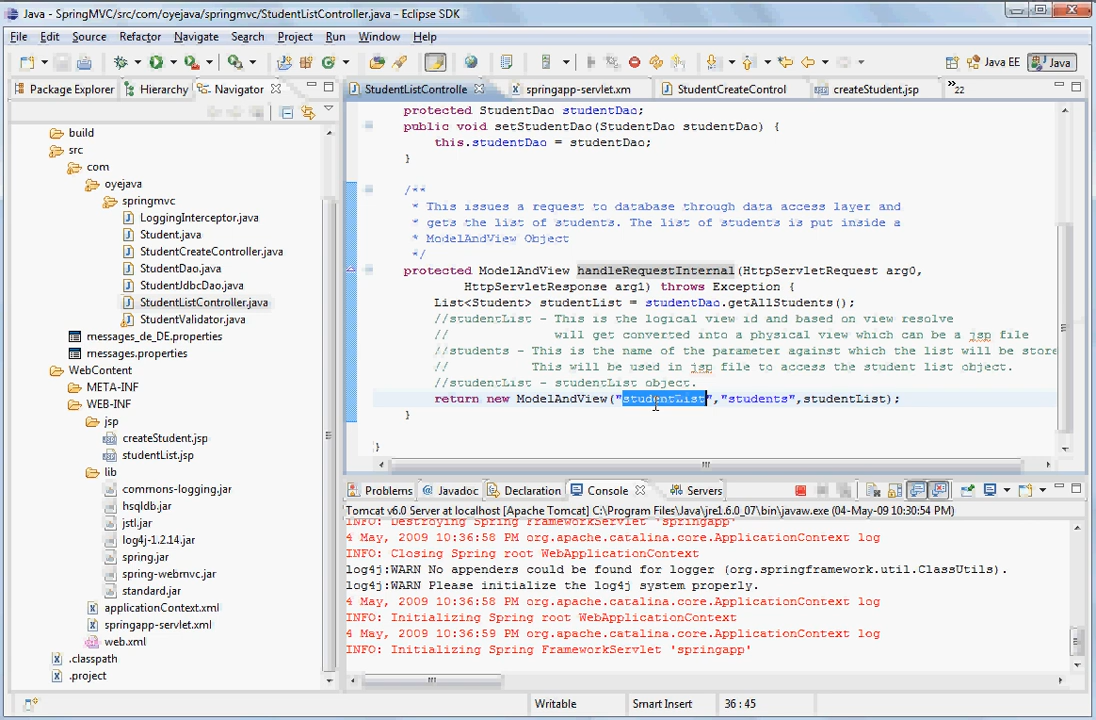 Java - SpringMVC/src/com/oyejava/springmvc/StudentListController.java - Eclipse SDK
File Edit Source Refactor Navigate Search Project Run Window Help
Java EE Java
Package Explorer Hierarchy Navigator
StudentListControlle springapp-servlet.xm StudentCreateControl createStudent.jsp »22
build
src
com
oyejava
springmvc
LoggingInterceptor.java
Student.java
StudentCreateController.java
StudentDao.java
StudentJdbcDao.java
StudentListController.java
StudentValidator.java
messages_de_DE.properties
messages.properties
WebContent
META-INF
WEB-INF
jsp
createStudent.jsp
studentList.jsp
lib
commons-logging.jar
hsqldb.jar
jstl.jar
log4j-1.2.14.jar
spring.jar
spring-webmvc.jar
standard.jar
applicationContext.xml
springapp-servlet.xml
web.xml
.classpath
.project
protected StudentDao studentDao;
public void setStudentDao(StudentDao studentDao) {
this.studentDao = studentDao;
}
/**
* This issues a request to database through data access layer and
* gets the list of students. The list of students is put inside a
* ModelAndView Object
*/
protected ModelAndView handleRequestInternal(HttpServletRequest arg0,
HttpServletResponse arg1) throws Exception {
List<Student> studentList = studentDao.getAllStudents();
//studentList - This is the logical view id and based on view resolve
// will get converted into a physical view which can be a jsp file
//students - This is the name of the parameter against which the list will be store
// This will be used in jsp file to access the student list object.
//studentList - studentList object.
return new ModelAndView("studentList","students",studentList);
}
}
Problems Javadoc Declaration Console Servers
Tomcat v6.0 Server at localhost [Apache Tomcat] C:\Program Files\Java\jre1.6.0_07\bin\javaw.exe (04-May-09 10:30:54 PM)
INFO: Destroying Spring FrameworkServlet 'springapp'
4 May, 2009 10:36:58 PM org.apache.catalina.core.ApplicationContext log
INFO: Closing Spring root WebApplicationContext
log4j:WARN No appenders could be found for logger (org.springframework.util.ClassUtils).
log4j:WARN Please initialize the log4j system properly.
4 May, 2009 10:36:58 PM org.apache.catalina.core.ApplicationContext log
INFO: Initializing Spring root WebApplicationContext
4 May, 2009 10:36:59 PM org.apache.catalina.core.ApplicationContext log
INFO: Initializing Spring FrameworkServlet 'springapp'
Writable Smart Insert 36 : 45